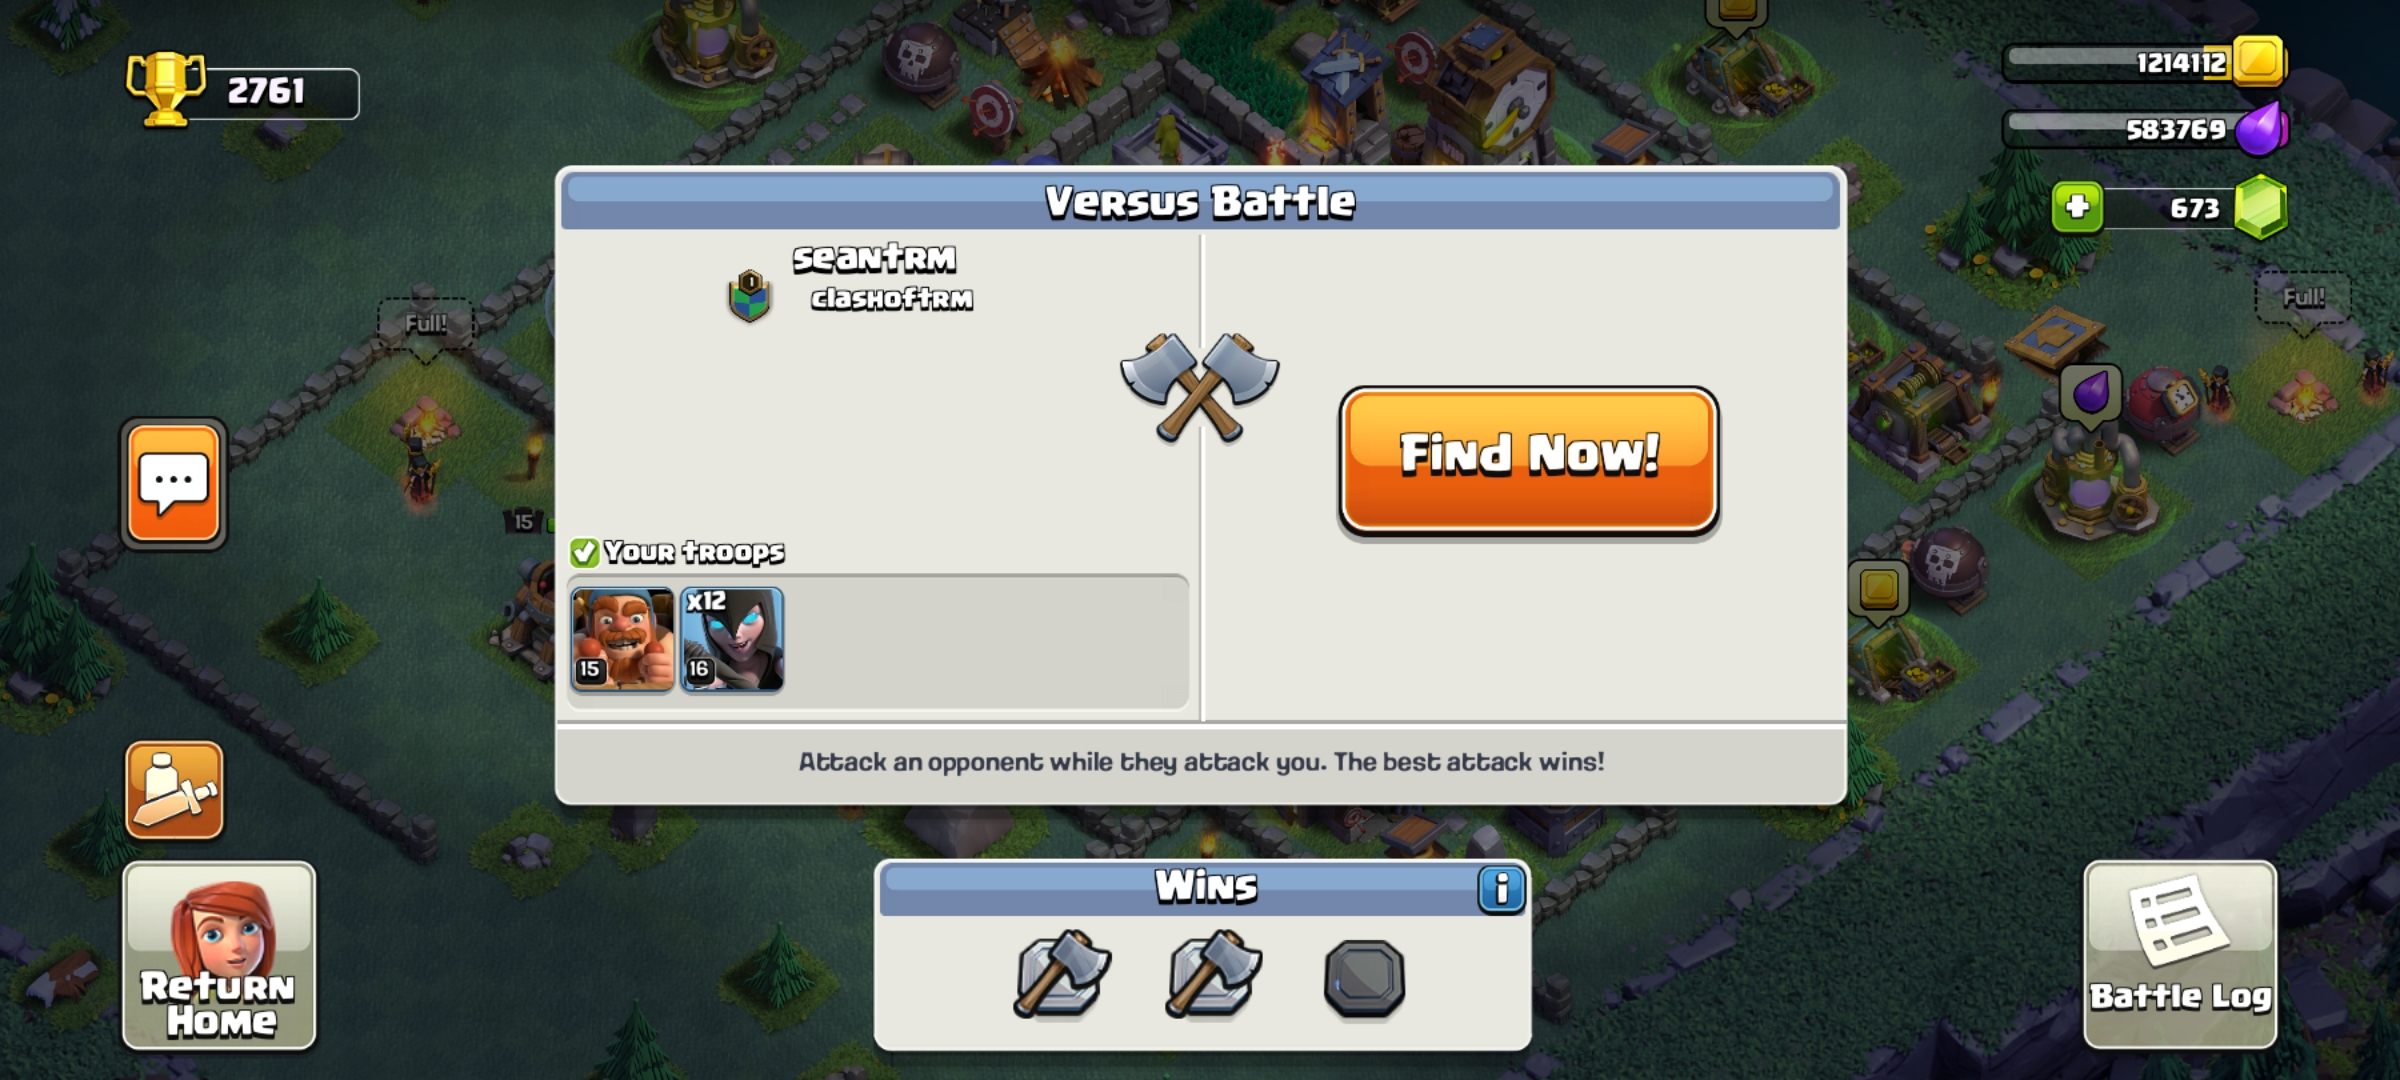 2761
1214112
583769
673
Versus Battle
seantrm
clashoftrm
1
Full!
Full!
Find Now!
15
Your troops
x12
15
16
Attack an opponent while they attack you. The best attack wins!
Wins
i
Return
Home
Battle Log